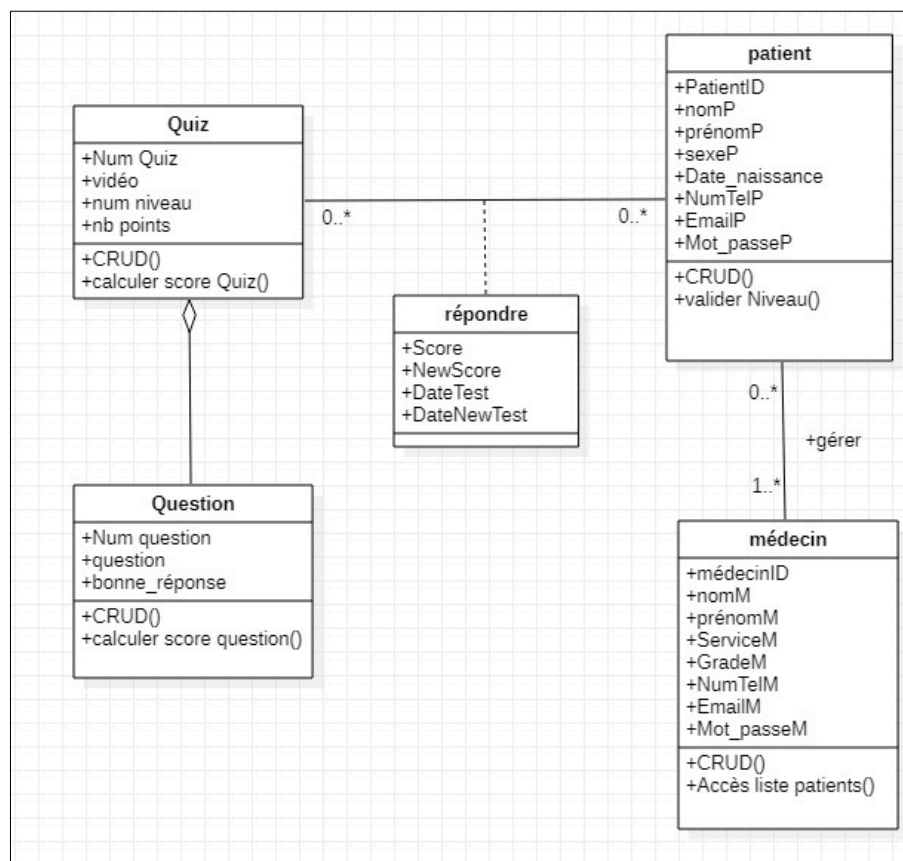 patient
+PatientID
+nomP
+prénomP
+sexeP
+Date_naissance
+NumTelP
+EmailP
+Mot_passeP
+CRUD()
+valider Niveau()
Quiz
+Num Quiz
+vidéo
+num niveau
+nb points
+CRUD()
+calculer score Quiz()
0..*
0..*
répondre
+Score
+NewScore
+DateTest
+DateNewTest
0..*
+gérer
1..*
Question
+Num question
+question
+bonne_réponse
+CRUD()
+calculer score question()
médecin
+médecinID
+nomM
+prénomM
+ServiceM
+GradeM
+NumTelM
+EmailM
+Mot_passeM
+CRUD()
+Accès liste patients()